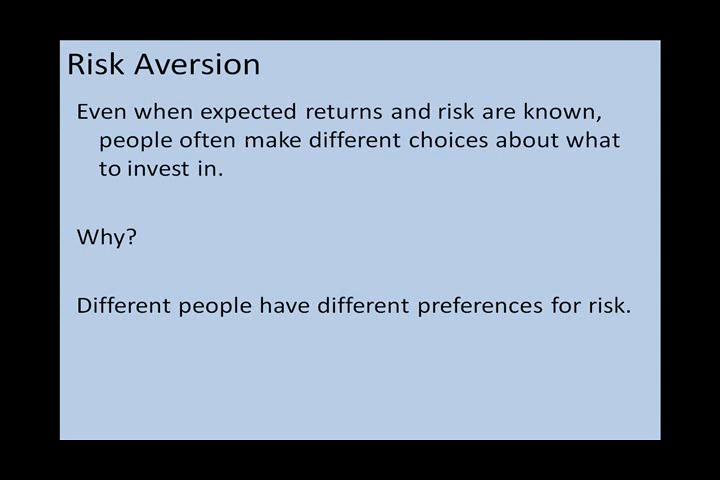 Risk Aversion
Even when expected returns and risk are known,
people often make different choices about what
to invest in.
Why?
Different people have different preferences for risk.